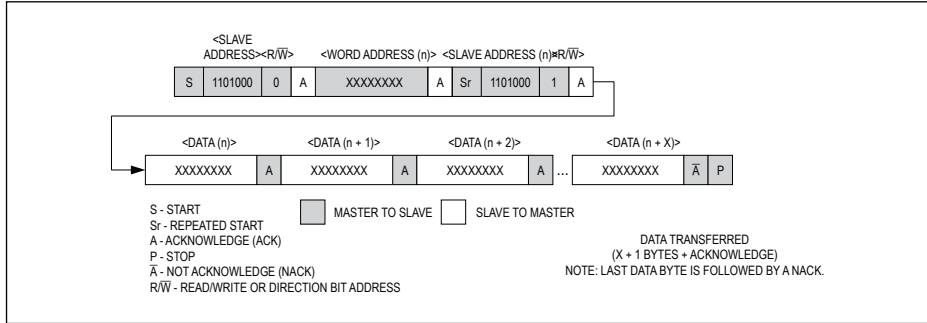 <SLAVE
ADDRESS><R/W̅> <WORD ADDRESS (n)> <SLAVE ADDRESS (n)><R/W̅>
S 1101000 0 A XXXXXXXX A Sr 1101000 1 A
<DATA (n)> <DATA (n + 1)> <DATA (n + 2)> <DATA (n + X)>
XXXXXXXX A XXXXXXXX A XXXXXXXX A ... XXXXXXXX A̅ P
S - START
Sr - REPEATED START
A - ACKNOWLEDGE (ACK)
P - STOP
A̅ - NOT ACKNOWLEDGE (NACK)
R/W̅ - READ/WRITE OR DIRECTION BIT ADDRESS
MASTER TO SLAVE SLAVE TO MASTER
DATA TRANSFERRED
(X + 1 BYTES + ACKNOWLEDGE)
NOTE: LAST DATA BYTE IS FOLLOWED BY A NACK.